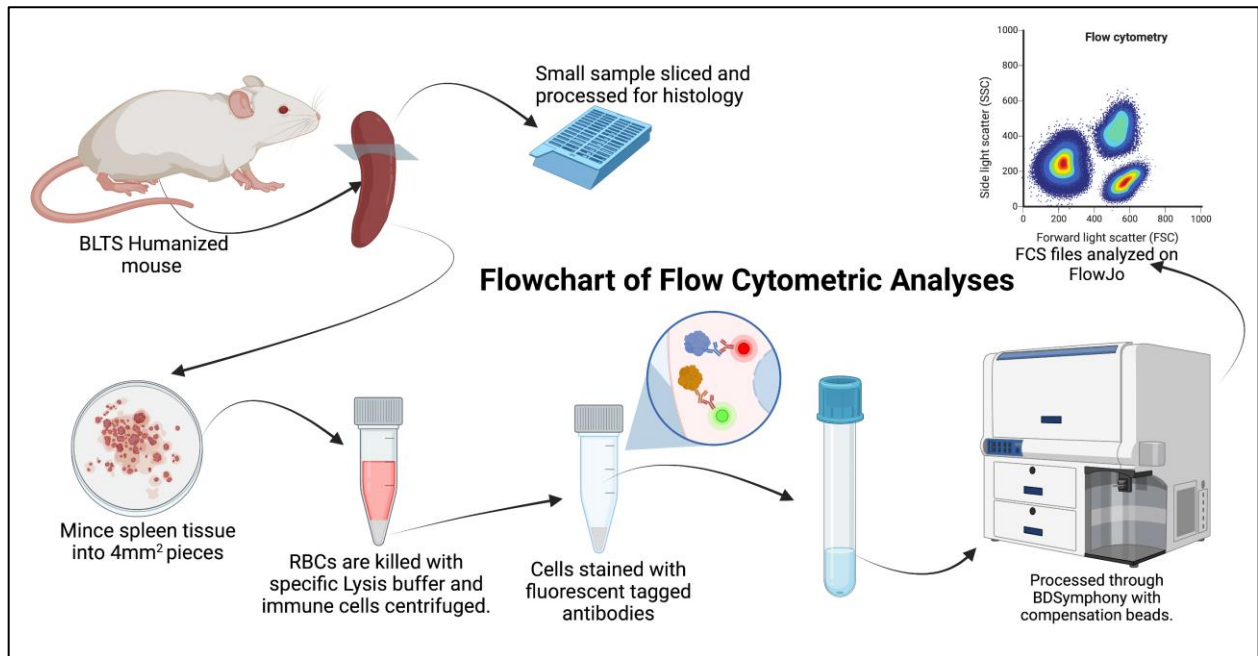 Small sample sliced and
processed for histology
BLTS Humanized
mouse
Flow cytometry
Side light scatter (SSC)
1000
800
600
400
200
0
0 200 400 600 800 1000
Forward light scatter (FSC)
FCS files analyzed on
FlowJo
Flowchart of Flow Cytometric Analyses
Mince spleen tissue
into 4mm² pieces
RBCs are killed with
specific Lysis buffer and
immune cells centrifuged.
Cells stained with
fluorescent tagged
antibodies
Processed through
BDSymphony with
compensation beads.